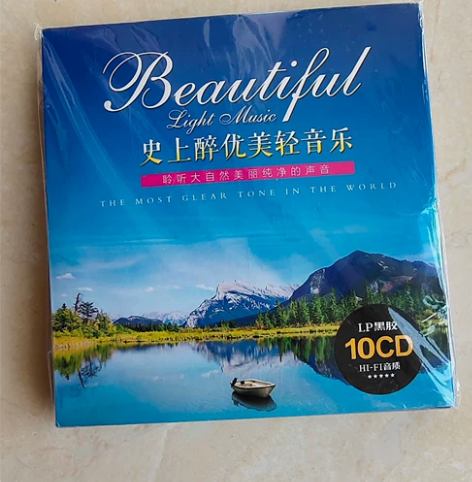 Beautiful
Light Music
史上醉优美轻音乐
聆听大自然美丽纯净的声音
THE MOST GLEAR TONE IN THE WORLD
LP黑胶
10CD
HI-FI音质
★★★★★